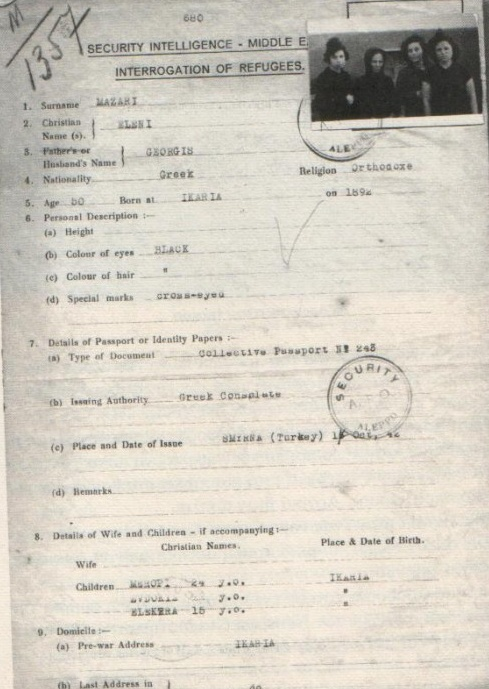 680
M
1357
SECURITY INTELLIGENCE - MIDDLE E
INTERROGATION OF REFUGEES.
1. Surname MAZARI
2. Christian Name (s). ELENI
3. Father's or Husband's Name GEORGIS
ALE
4. Nationality Greek Religion Orthodoxe
5. Age 50 Born at IKARIA on 1892
6. Personal Description :—
(a) Height
(b) Colour of eyes BLACK
(c) Colour of hair "
(d) Special marks cross-eyed
7. Details of Passport or Identity Papers :—
(a) Type of Document Collective Passport Nº 243
(b) Issuing Authority Greek Consplate
SECURITY
ALEPPO
(c) Place and Date of Issue SMIRNA (Turkey) Oct, 42
(d) Remarks
8. Details of Wife and Children - if accompanying :—
Christian Names. Place & Date of Birth.
Wife
Children 24 y.o. IKARIA
y.o. "
15 y.o. "
9. Domicile :—
(a) Pre-war Address IKARIA
(b) Last Address in do